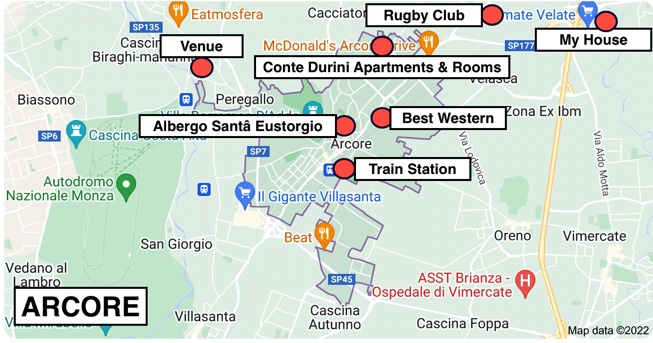 SP135
Eatmosfera
Cacciator
Rugby Club
mate Velate
My House
Venue
Cascin
Biraghi-ma
McDonald's Arco
rive
SP177
Conte Durini Apartments & Rooms
Velasca
Biassono
Peregallo
Best Western
Zona Ex Ibm
SP6
Cascina Costa Alta
Albergo Santâ Eustorgio
Arcore
SP7
Train Station
Via Lodovica
Via Aldo Motta
Autodromo
Nazionale Monza
Il Gigante Villasanta
San Giorgio
Beat
Oreno
Vimercate
Vedano al
Lambro
SP45
ASST Brianza -
Ospedale di Vimercate
ARCORE
Villasanta
Cascina
Autunno
Cascina Foppa
Map data ©2022